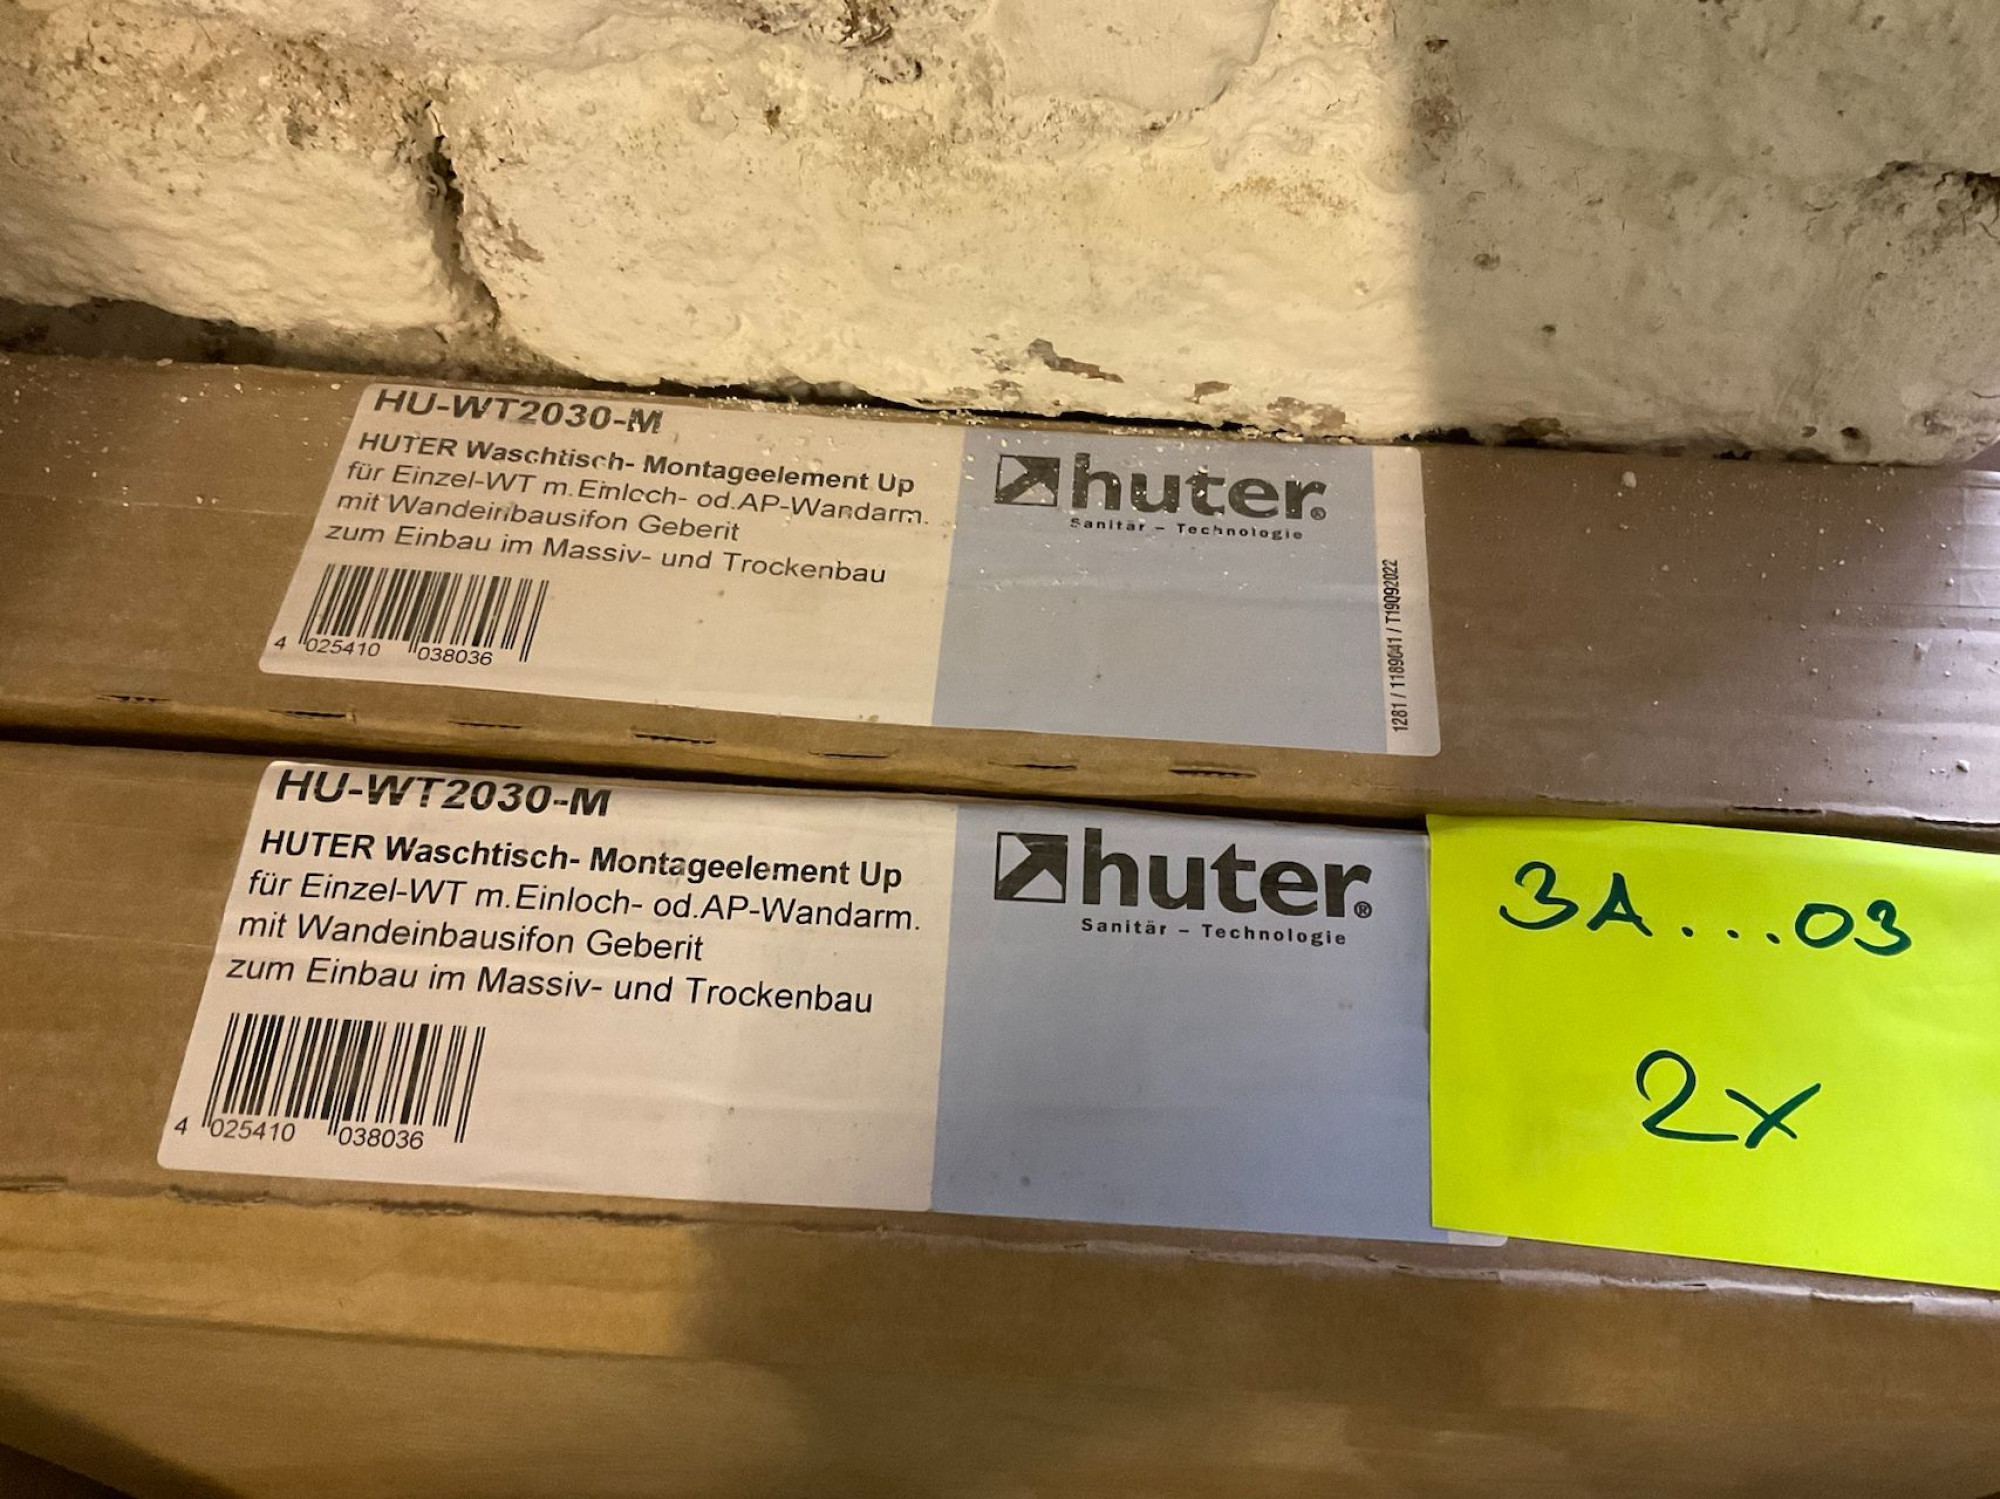 HU-WT2030-M
HUTER Waschtisch- Montageelement Up
für Einzel-WT m.Einloch- od.AP-Wandarm.
mit Wandeinbausifon Geberit
zum Einbau im Massiv- und Trockenbau
4 025410 038036
huter®
Sanitär – Technologie
1281 / 1189041 / T19092022
HU-WT2030-M
HUTER Waschtisch- Montageelement Up
für Einzel-WT m.Einloch- od.AP-Wandarm.
mit Wandeinbausifon Geberit
zum Einbau im Massiv- und Trockenbau
4 025410 038036
huter®
Sanitär – Technologie
3A...03
2x